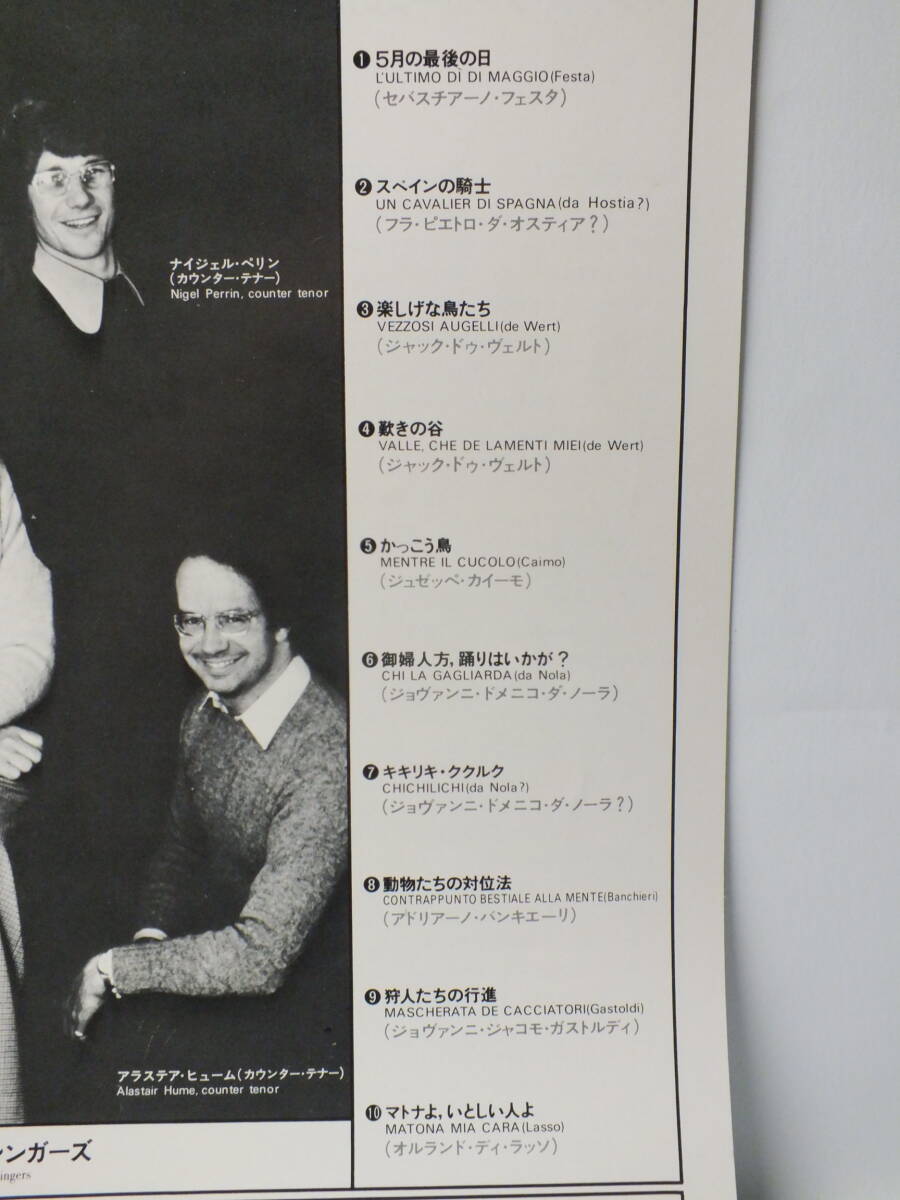 ❶ 5月の最後の日
L'ULTIMO DÌ DI MAGGIO(Festa)
(セバスチアーノ・フェスタ)
❷ スペインの騎士
UN CAVALIER DI SPAGNA(da Hostia?)
(フラ・ピエトロ・ダ・オスティア?)
❸ 楽しげな鳥たち
VEZZOSI AUGELLI(de Wert)
(ジャック・ドゥ・ヴェルト)
❹ 歎きの谷
VALLE, CHE DE LAMENTI MIEI(de Wert)
(ジャック・ドゥ・ヴェルト)
❺ かっこう鳥
MENTRE IL CUCOLO(Caimo)
(ジュゼッペ・カイーモ)
❻ 御婦人方,踊りはいかが?
CHI LA GAGLIARDA(da Nola)
(ジョヴァンニ・ドメニコ・ダ・ノーラ)
❼ キキリキ・ククルク
CHICHILICHI(da Nola?)
(ジョヴァンニ・ドメニコ・ダ・ノーラ?)
❽ 動物たちの対位法
CONTRAPPUNTO BESTIALE ALLA MENTE(Banchieri)
(アドリアーノ・バンキエーリ)
❾ 狩人たちの行進
MASCHERATA DE CACCIATORI(Gastoldi)
(ジョヴァンニ・ジャコモ・ガストルディ)
❿ マトナよ,いとしい人よ
MATONA MIA CARA(Lasso)
(オルランド・ディ・ラッソ)
ナイジェル・ペリン
(カウンター・テナー)
Nigel Perrin, counter tenor
アラステア・ヒューム(カウンター・テナー)
Alastair Hume, counter tenor
ンガーズ
ingers